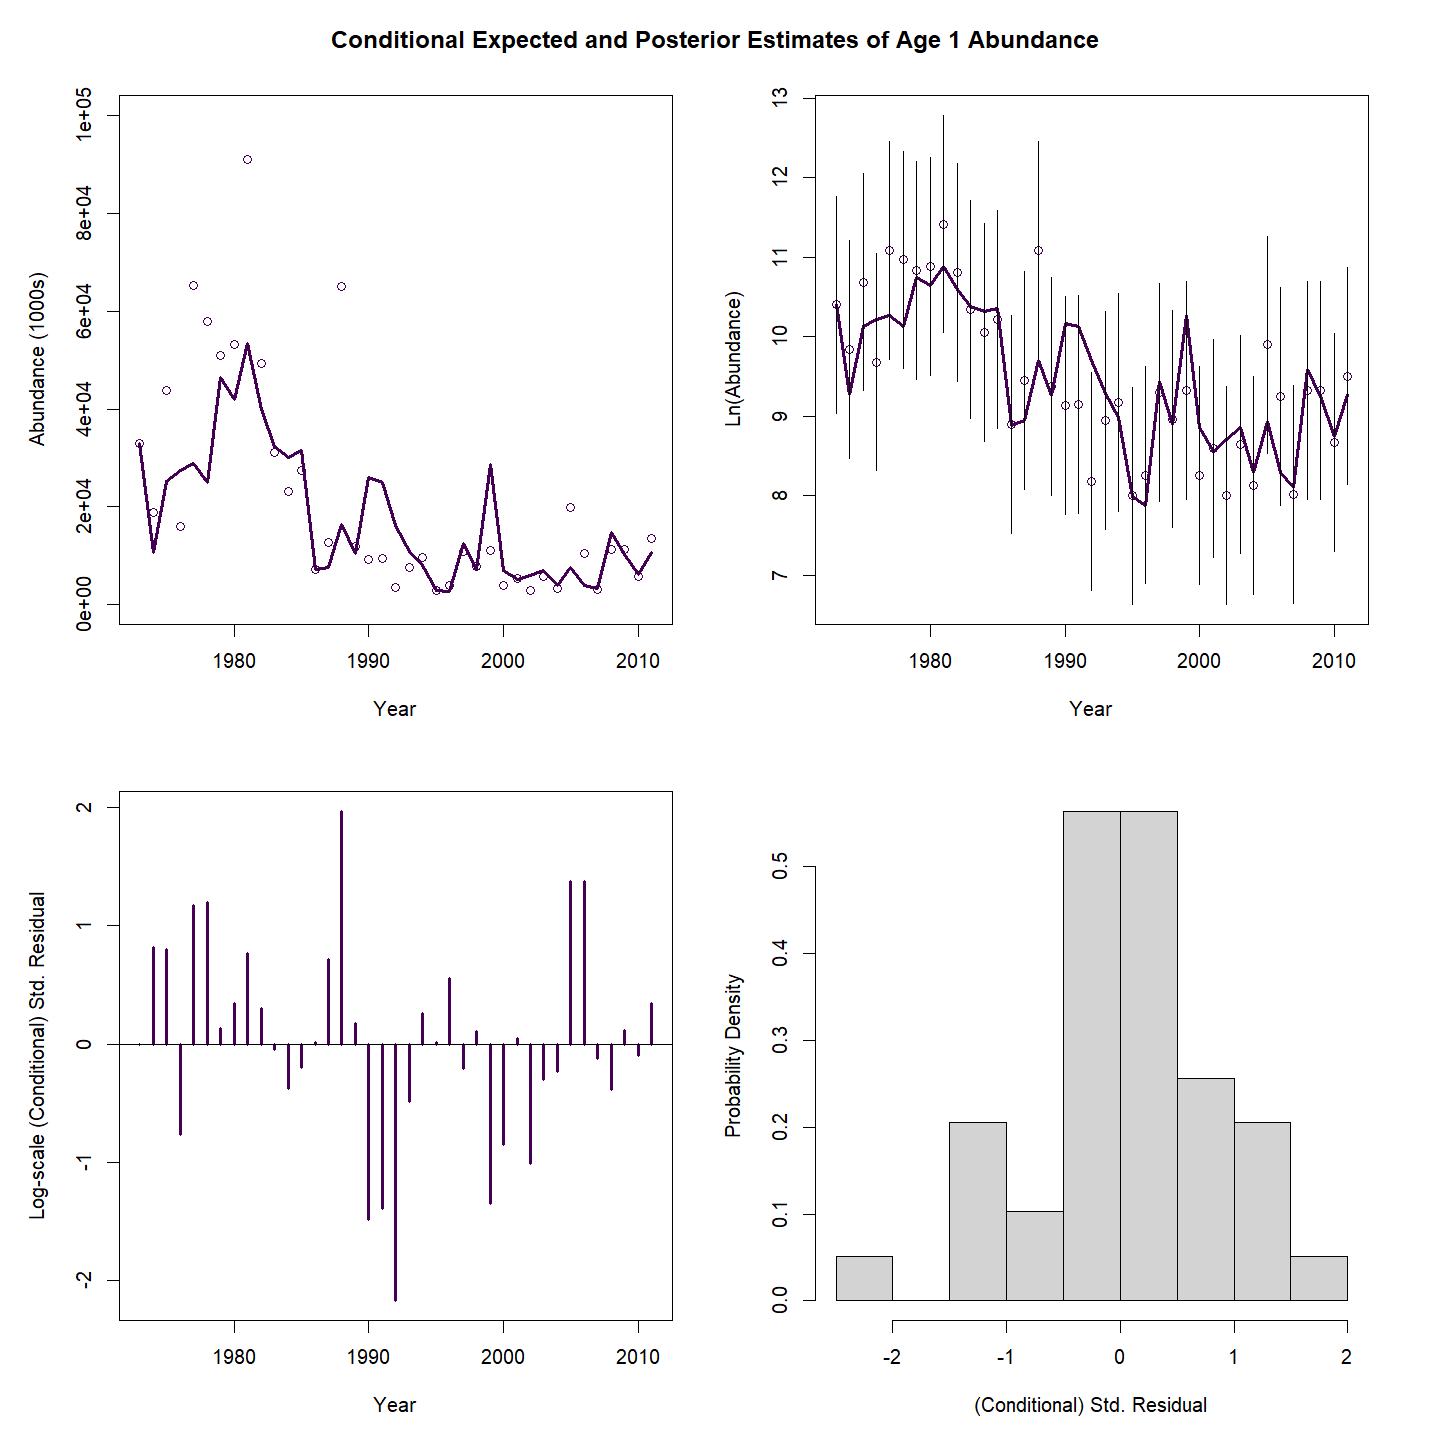 Conditional Expected and Posterior Estimates of Age 1 Abundance
Abundance (1000s)
1e+05
8e+04
6e+04
4e+04
2e+04
0e+00
1980 1990 2000 2010
Year
Ln(Abundance)
13
12
11
10
9
8
7
1980 1990 2000 2010
Year
Log-scale (Conditional) Std. Residual
2
1
0
-1
-2
1980 1990 2000 2010
Year
Probability Density
0.5
0.4
0.3
0.2
0.1
0.0
-2 -1 0 1 2
(Conditional) Std. Residual